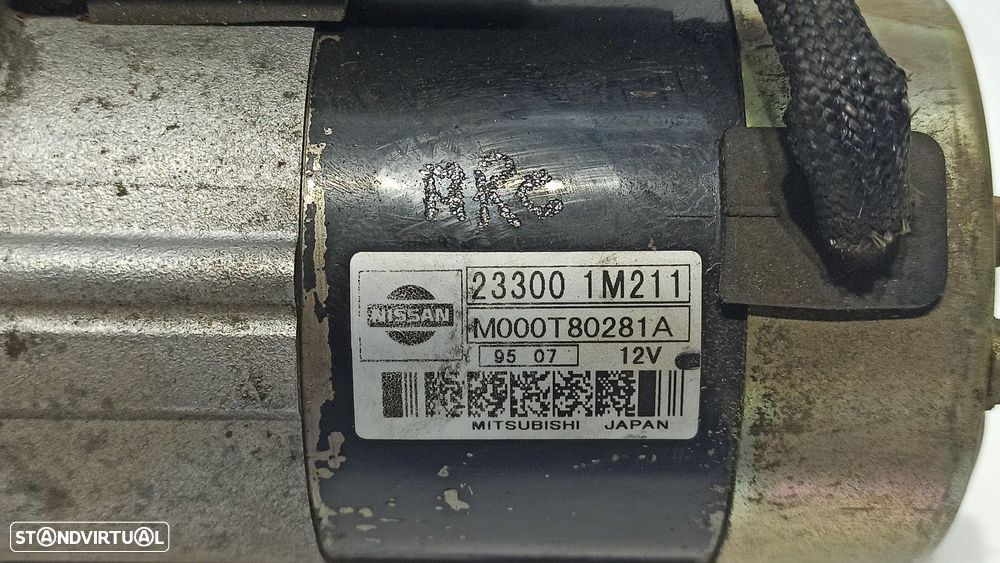 ARC
NISSAN
23300 1M211
M000T80281A
95 07 12V
MITSUBISHI JAPAN
STANDVIRTUAL